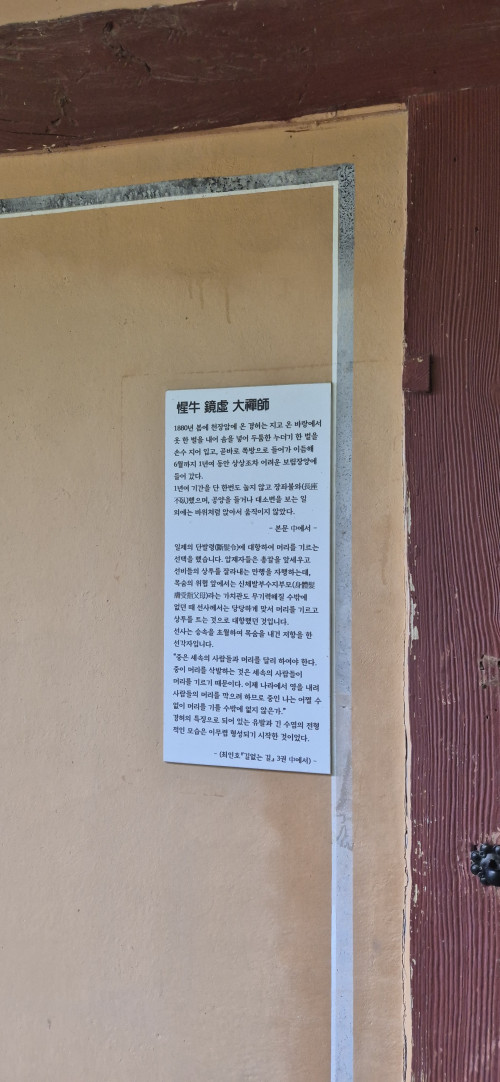 惺牛 鏡虛 大禪師
1880년 봄에 천장암에 온 경허는 지고 온 바랑에서
옷 한 벌을 내어 솜을 넣어 두툼한 누더기 한 벌을
손수 지어 입고, 곧바로 쪽방으로 들어가 이듬해
6월까지 1년여 동안 상상조차 어려운 보림장양에
들어 갔다.
1년여 기간을 단 한번도 눕지 않고 장좌불와(長座
不臥)했으며, 공양을 들거나 대소변을 보는 일
외에는 바위처럼 앉아서 움직이지 않았다.
- 본문 中에서 -
일제의 단발령(斷髮令)에 대항하여 머리를 기르는
선택을 했습니다. 압제자들은 총칼을 앞세우고
선비들의 상투를 잘라내는 만행을 자행하는데,
목숨의 위협 앞에서는 신체발부수지부모(身體髮
膚受之父母)라는 가치관도 무기력해질 수밖에
없던 때 선사께서는 당당하게 맞서 머리를 기르고
상투를 트는 것으로 대항했던 것입니다.
선사는 승속을 초월하여 목숨을 내건 저항을 한
선각자입니다.
"중은 세속의 사람들과 머리를 달리 하여야 한다.
중이 머리를 삭발하는 것은 세속의 사람들이
머리를 기르기 때문이다. 이제 나라에서 명을 내려
사람들의 머리를 깍으려 하므로 중인 나는 어쩔 수
없이 머리를 기를 수밖에 없지 않은가."
경허의 특징으로 되어 있는 유발과 긴 수염의 전형
적인 모습은 이무렵 형성되기 시작한 것이었다.
- (최인호『길없는 길』 3권 中에서) -